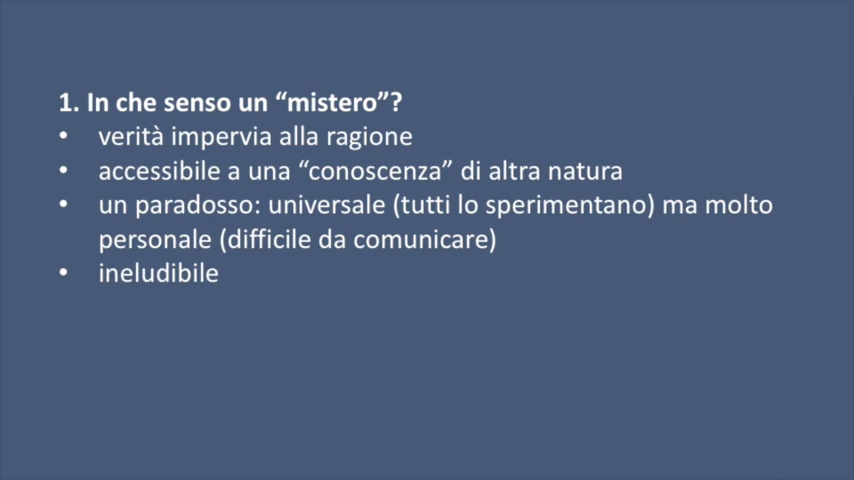 1. In che senso un “mistero”?
• verità impervia alla ragione
• accessibile a una “conoscenza” di altra natura
• un paradosso: universale (tutti lo sperimentano) ma molto
personale (difficile da comunicare)
• ineludibile